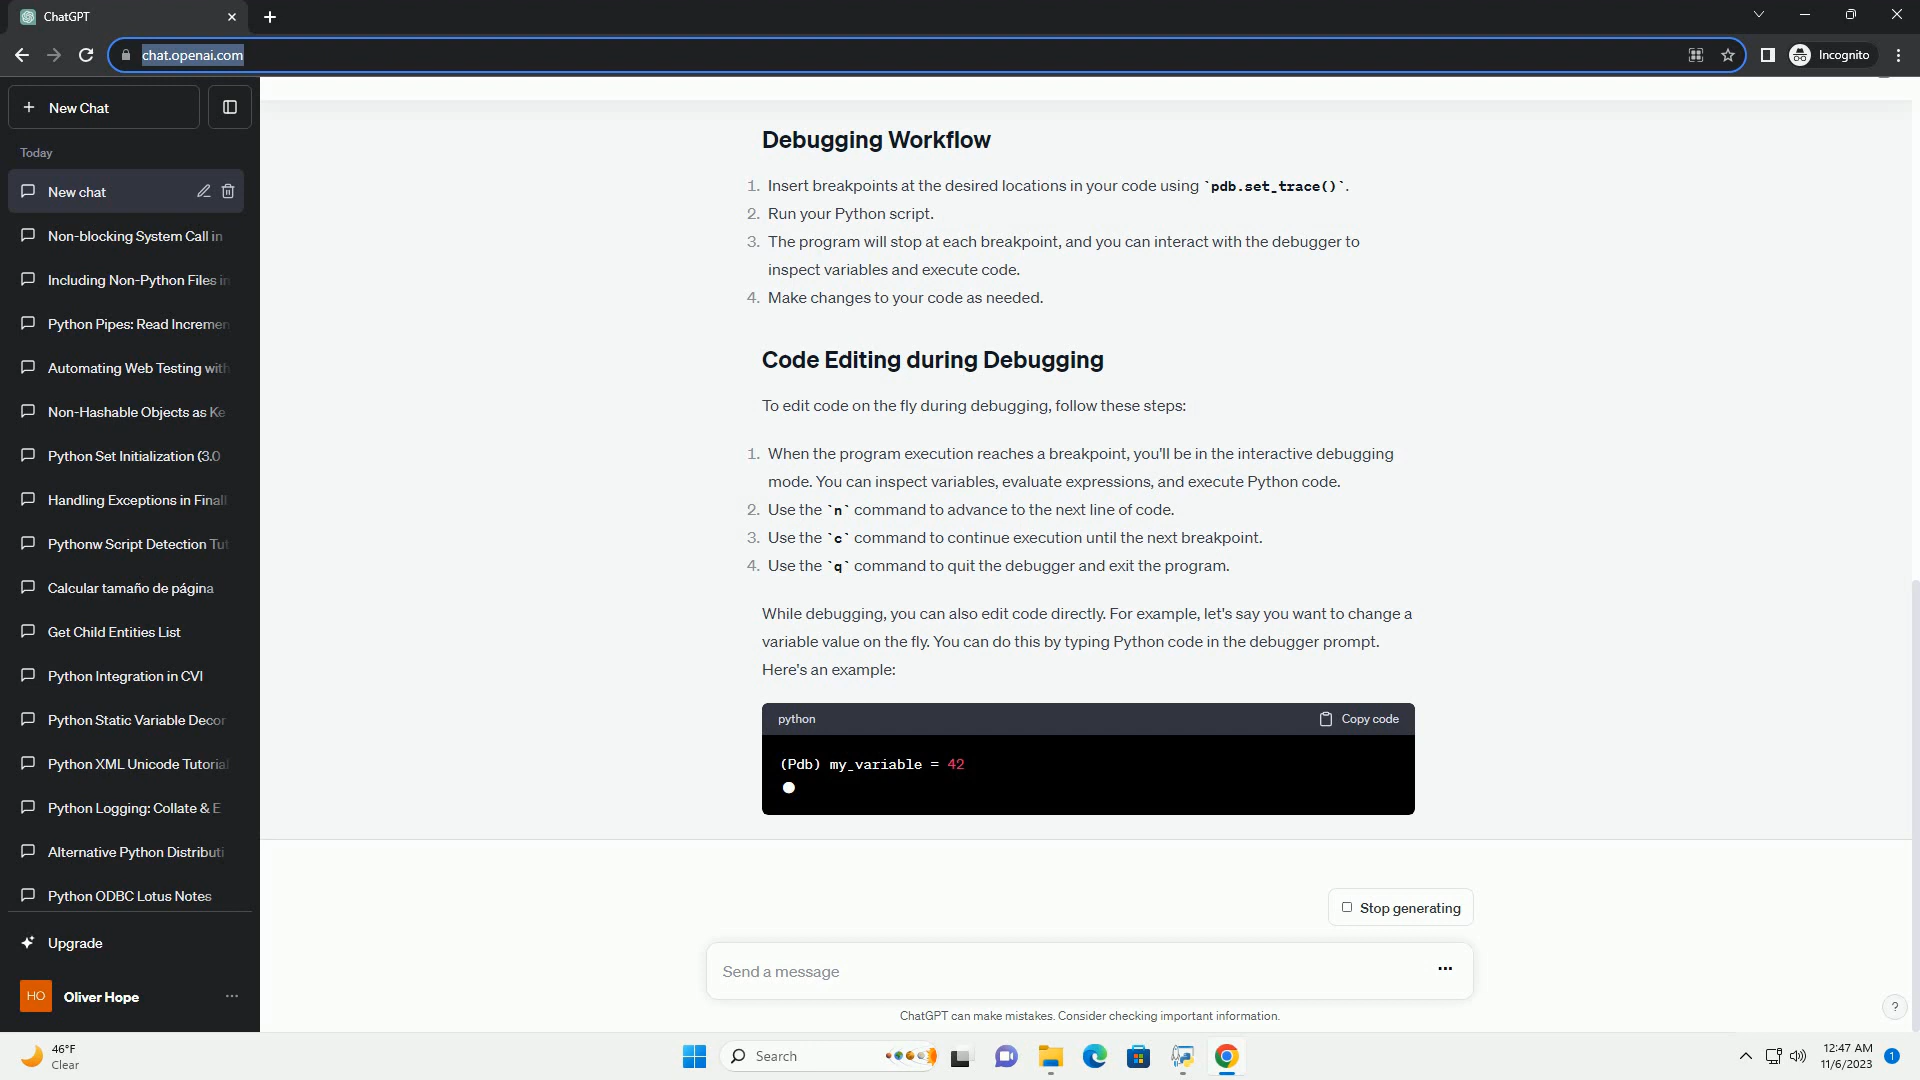 ChatGPT
chat.openai.com
Incognito
New Chat
Today
New chat
Non-blocking System Call in
Including Non-Python Files in
Python Pipes: Read Incremen
Automating Web Testing with
Non-Hashable Objects as Ke
Python Set Initialization (3.0
Handling Exceptions in Finall
Pythonw Script Detection Tut
Calcular tamaño de página
Get Child Entities List
Python Integration in CVI
Python Static Variable Decor
Python XML Unicode Tutorial
Python Logging: Collate & E
Alternative Python Distributi
Python ODBC Lotus Notes
Upgrade
HO
Oliver Hope
Debugging Workflow
1. Insert breakpoints at the desired locations in your code using `pdb.set_trace()`.
2. Run your Python script.
3. The program will stop at each breakpoint, and you can interact with the debugger to
inspect variables and execute code.
4. Make changes to your code as needed.
Code Editing during Debugging
To edit code on the fly during debugging, follow these steps:
1. When the program execution reaches a breakpoint, you'll be in the interactive debugging
mode. You can inspect variables, evaluate expressions, and execute Python code.
2. Use the `n` command to advance to the next line of code.
3. Use the `c` command to continue execution until the next breakpoint.
4. Use the `q` command to quit the debugger and exit the program.
While debugging, you can also edit code directly. For example, let's say you want to change a
variable value on the fly. You can do this by typing Python code in the debugger prompt.
Here's an example:
python
Copy code
(Pdb) my_variable = 42
Stop generating
Send a message
ChatGPT can make mistakes. Consider checking important information.
?
46°F
Clear
Search
12:47 AM
11/6/2023
1